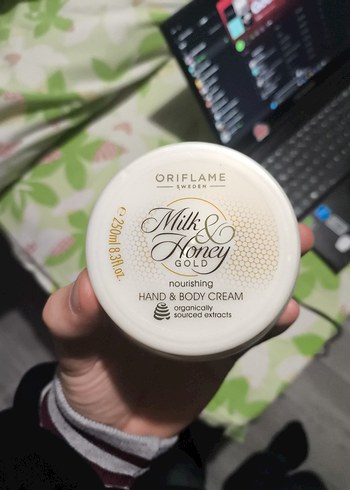 ORIFLAME
SWEDEN
Milk &
Honey
GOLD
nourishing
HAND & BODY CREAM
organically
sourced extracts
℮ 250ml 8.3fl.oz.